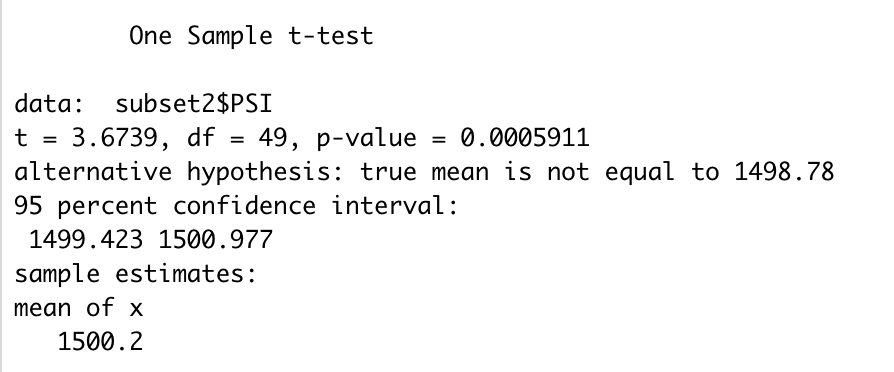 One Sample t-test
data:  subset2$PSI
t = 3.6739, df = 49, p-value = 0.0005911
alternative hypothesis: true mean is not equal to 1498.78
95 percent confidence interval:
1499.423 1500.977
sample estimates:
mean of x
1500.2